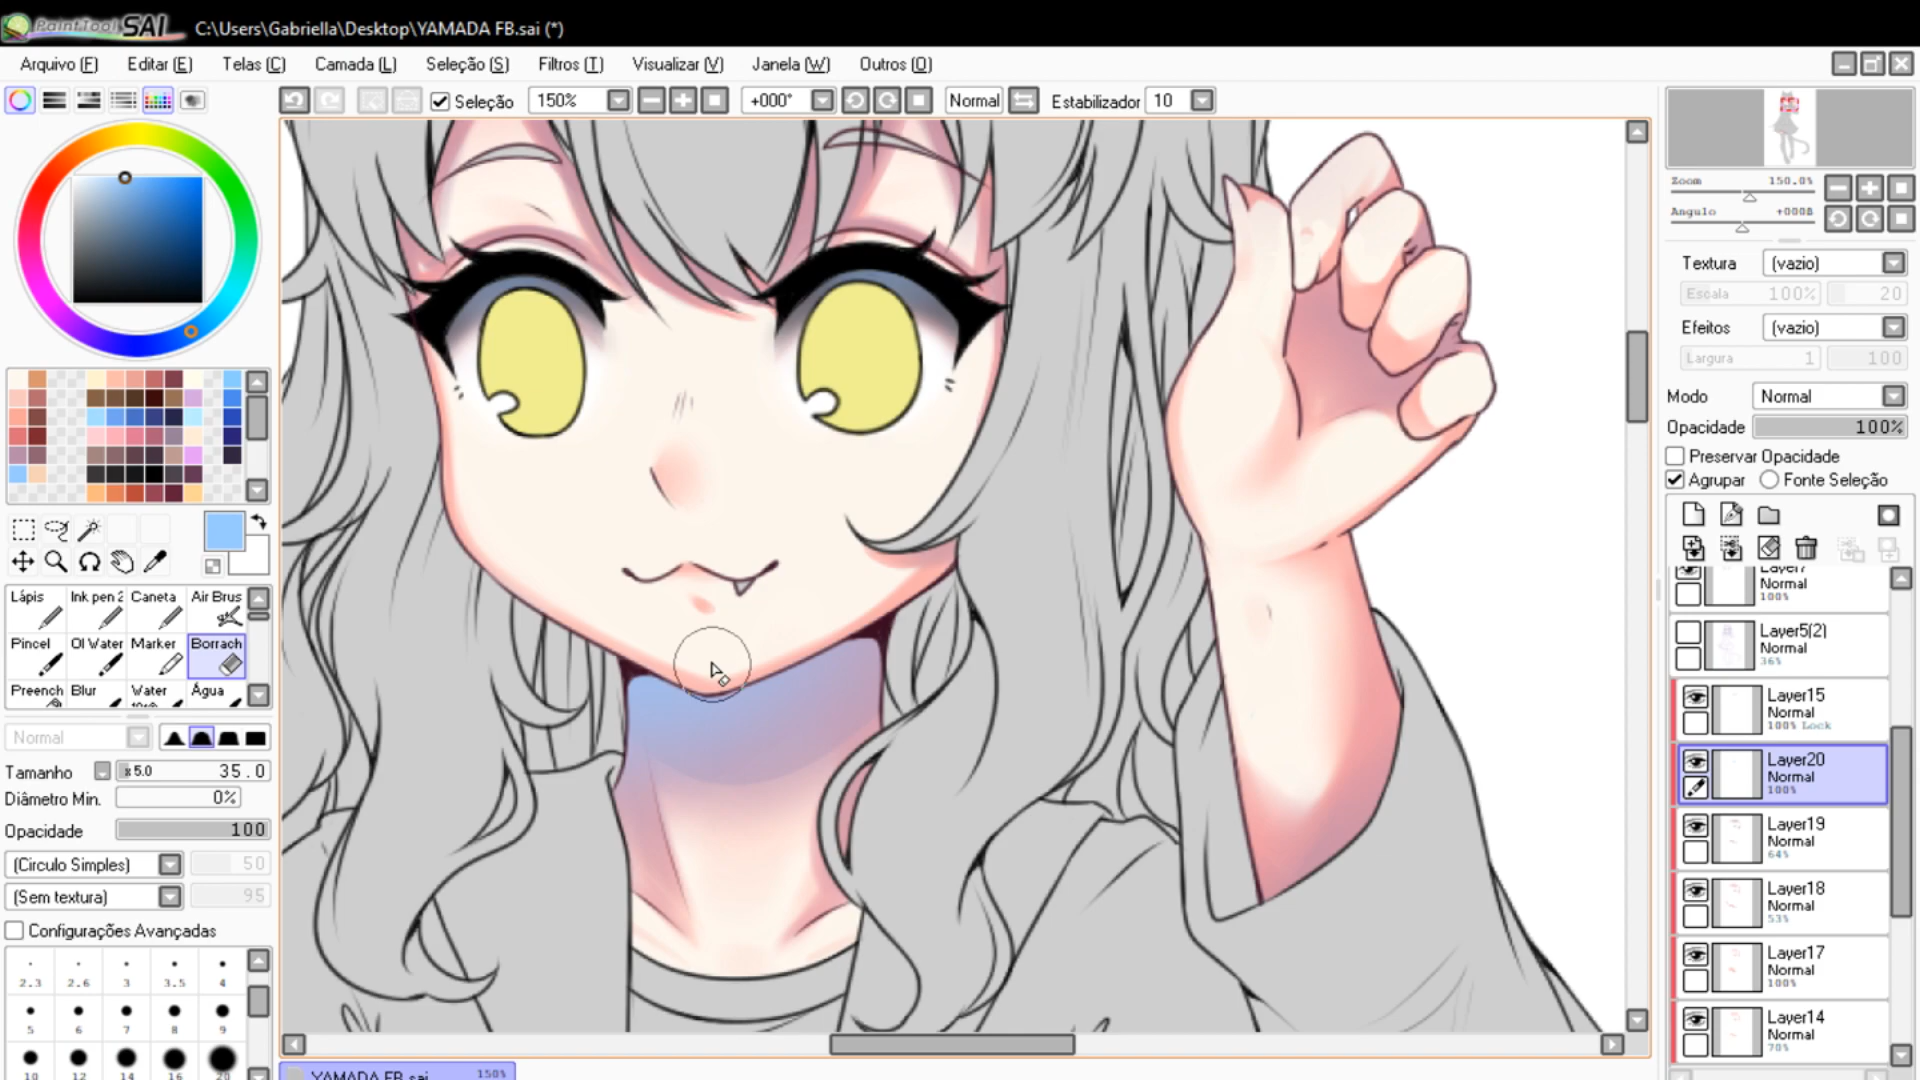 PaintTool SAI C:\Users\Gabriella\Desktop\YAMADA FB.sai (*)
Arquivo (F) Editar (E) Telas (C) Camada (L) Seleção (S) Filtros (T) Visualizar (V) Janela (W) Outros (O)
Seleção 150% +000° Normal Estabilizador 10
Zoom 150.0%
Angulo +000B
Textura (vazio)
Escala 100% 20
Efeitos (vazio)
Largura 1 100
Modo Normal
Opacidade 100%
Preservar Opacidade
Agrupar Fonte Seleção
Lápis Ink pen 2 Caneta Air Brus
Pincel Ol Water Marker Borrach
Preench Blur Water Água
Normal
Tamanho x5.0 35.0
Diâmetro Min. 0%
Opacidade 100
(Circulo Simples) 50
(Sem textura) 95
Configurações Avançadas
2.3 2.6 3 3.5 4
5 6 7 8 9
10 12 14 16 20
Layer7
Normal
100%
Layer5(2)
Normal
36%
Layer15
Normal
100% Lock
Layer20
Normal
100%
Layer19
Normal
64%
Layer18
Normal
53%
Layer17
Normal
100%
Layer14
Normal
70%
YAMADA FB.sai 150%